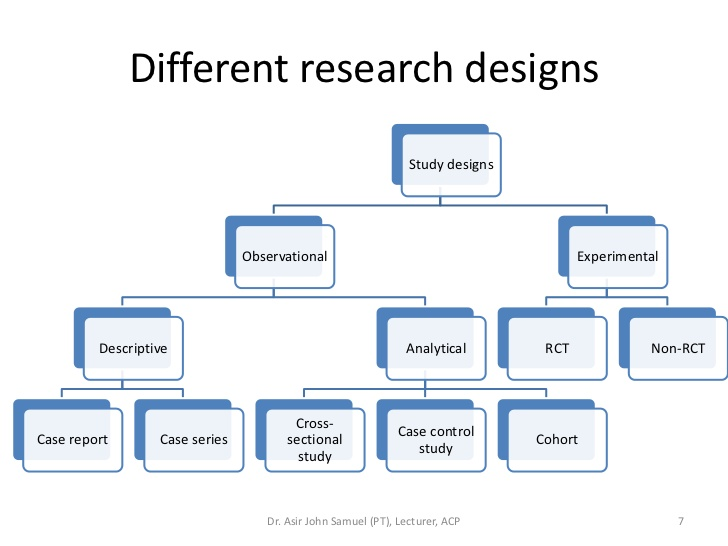 Different research designs
Study designs
Observational
Experimental
Descriptive
Analytical
RCT
Non-RCT
Case report
Case series
Cross-
sectional
study
Case control
study
Cohort
Dr. Asir John Samuel (PT), Lecturer, ACP
7